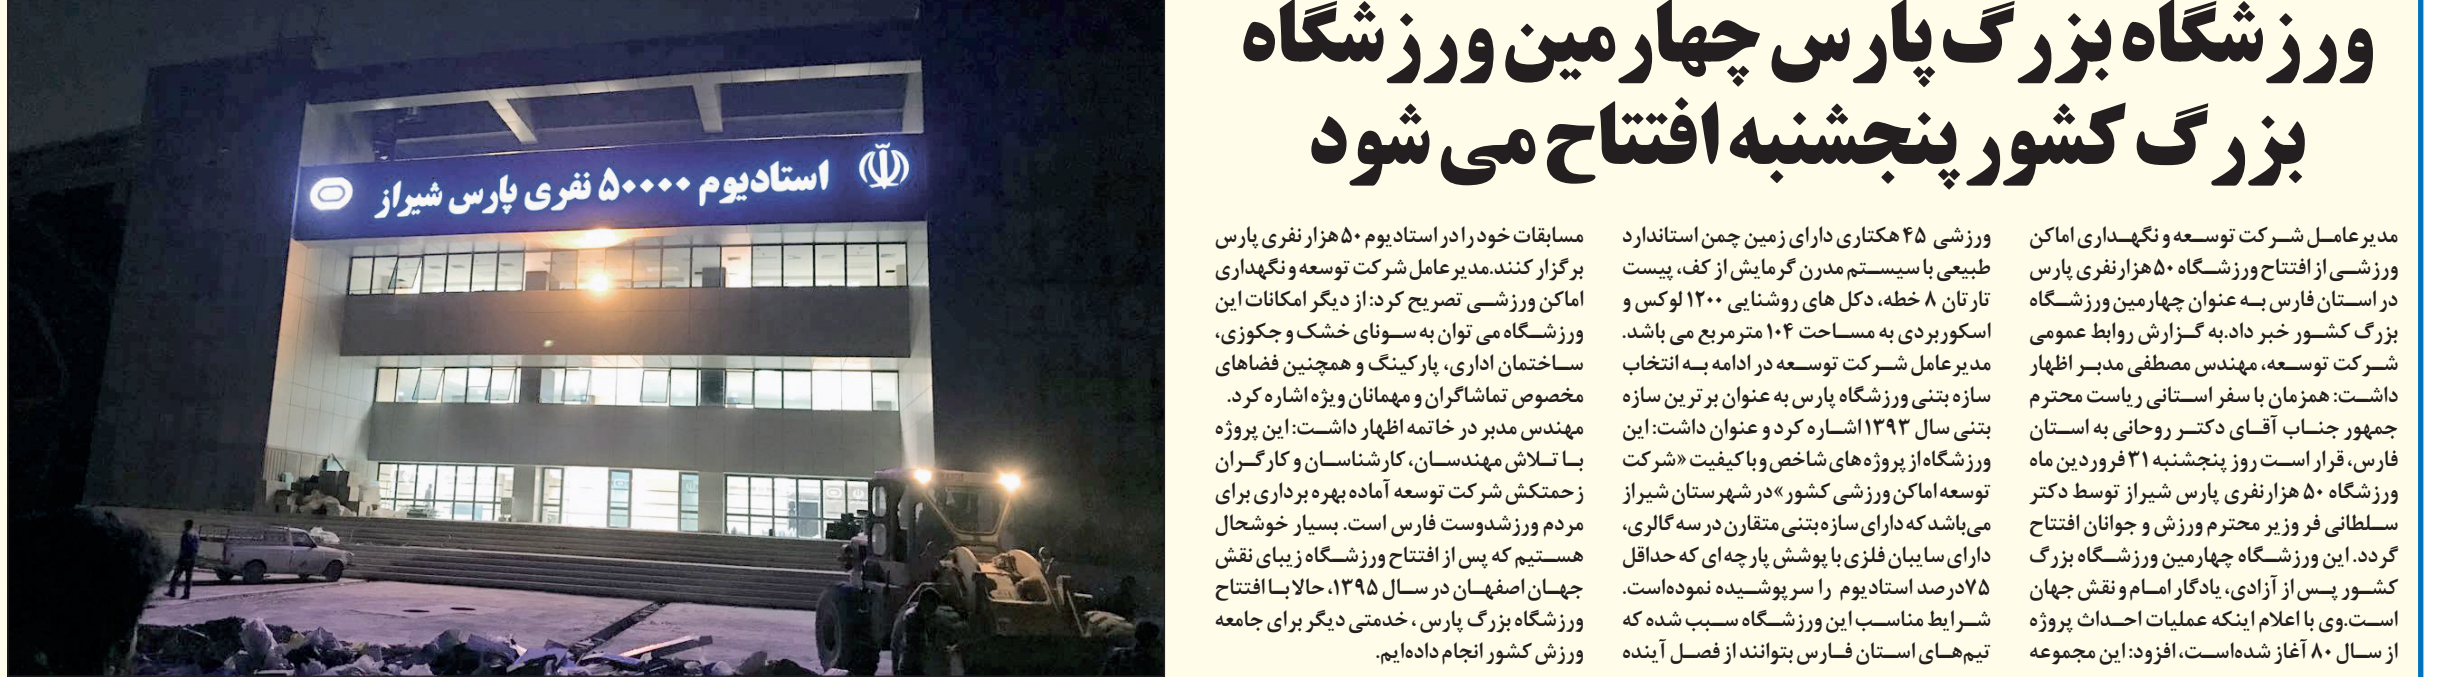 ورزشگاه بزرگ پارس چهارمین ورزشگاه
بزرگ کشور پنجشنبه افتتاح می شود
مدیرعامل شرکت توسعه و نگهداری اماکن
ورزشی از افتتاح ورزشگاه ۵۰ هزارنفری پارس
در استان فارس به عنوان چهارمین ورزشگاه
بزرگ کشور خبر داد.به گزارش روابط عمومی
شرکت توسعه، مهندس مصطفی مدبر اظهار
داشت: همزمان با سفر استانی ریاست محترم
جمهور جناب آقای دکتر روحانی به استان
فارس، قرار است روز پنجشنبه ۳۱ فروردین ماه
ورزشگاه ۵۰ هزارنفری پارس شیراز توسط دکتر
سلطانی فر وزیر محترم ورزش و جوانان افتتاح
گردد. این ورزشگاه چهارمین ورزشگاه بزرگ
کشور پس از آزادی، یادگار امام و نقش جهان
است.وی با اعلام اینکه عملیات احداث پروژه
از سال ۸۰ آغاز شده‌است، افزود: این مجموعه
ورزشی ۴۵ هکتاری دارای زمین چمن استاندارد
طبیعی با سیستم مدرن گرمایش از کف، پیست
تارتان ۸ خطه، دکل های روشنایی ۱۲۰۰ لوکس و
اسکوربردی به مساحت ۱۰۴ مترمربع می باشد.
مدیرعامل شرکت توسعه در ادامه به انتخاب
سازه بتنی ورزشگاه پارس به عنوان برترین سازه
بتنی سال ۱۳۹۳ اشاره کرد و عنوان داشت: این
ورزشگاه از پروژه های شاخص و با کیفیت «شرکت
توسعه اماکن ورزشی کشور» در شهرستان شیراز
می‌باشد که دارای سازه بتنی متقارن در سه گالری،
دارای سایبان فلزی با پوشش پارچه ای که حداقل
۷۵درصد استادیوم را سرپوشیده نموده‌است.
شرایط مناسب این ورزشگاه سبب شده که
تیم‌های استان فارس بتوانند از فصل آینده
مسابقات خود را در استادیوم ۵۰ هزار نفری پارس
برگزار کنند.مدیرعامل شرکت توسعه و نگهداری
اماکن ورزشی تصریح کرد: از دیگر امکانات این
ورزشگاه می توان به سونای خشک و جکوزی،
ساختمان اداری، پارکینگ و همچنین فضاهای
مخصوص تماشاگران و مهمانان ویژه اشاره کرد.
مهندس مدبر در خاتمه اظهار داشت: این پروژه
با تلاش مهندسان، کارشناسان و کارگران
زحمتکش شرکت توسعه آماده بهره برداری برای
مردم ورزشدوست فارس است. بسیار خوشحال
هستیم که پس از افتتاح ورزشگاه زیبای نقش
جهان اصفهان در سال ۱۳۹۵، حالا با افتتاح
ورزشگاه بزرگ پارس ، خدمتی دیگر برای جامعه
ورزش کشور انجام داده‌ایم.
استادیوم ۵۰۰۰۰ نفری پارس شیراز